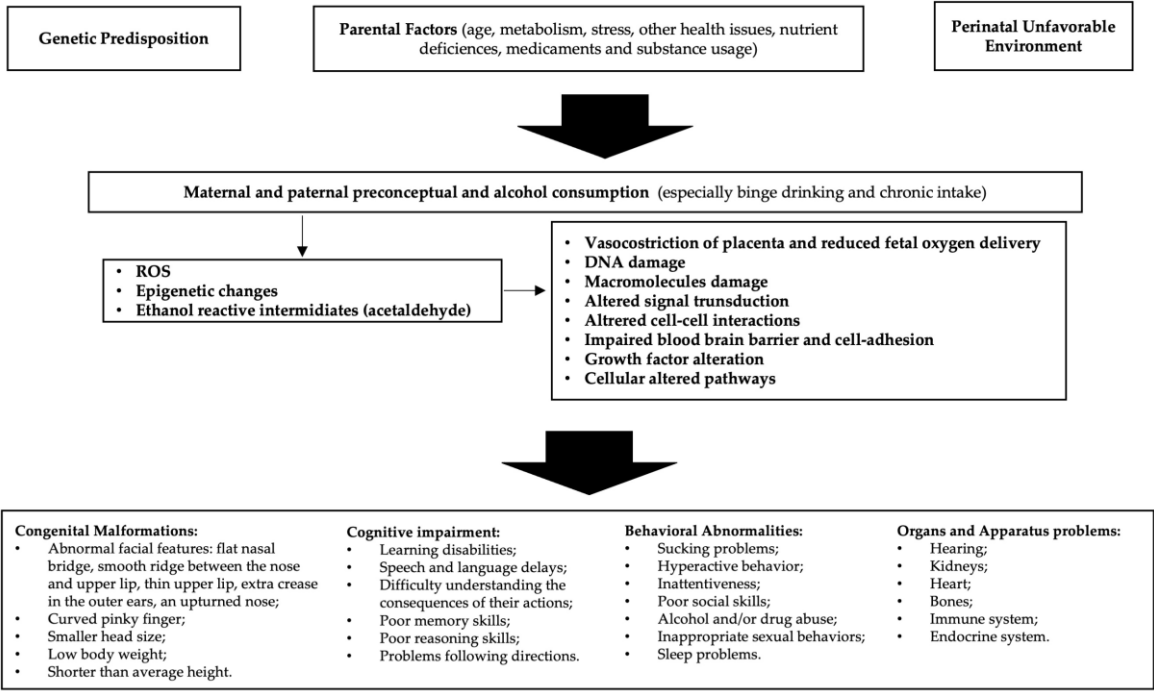 Genetic Predisposition
Parental Factors (age, metabolism, stress, other health issues, nutrient
deficiences, medicaments and substance usage)
Perinatal Unfavorable
Environment
Maternal and paternal preconceptual and alcohol consumption (especially binge drinking and chronic intake)
• ROS
• Epigenetic changes
• Ethanol reactive intermidiates (acetaldehyde)
• Vasocostriction of placenta and reduced fetal oxygen delivery
• DNA damage
• Macromolecules damage
• Altered signal trunsduction
• Altrered cell-cell interactions
• Impaired blood brain barrier and cell-adhesion
• Growth factor alteration
• Cellular altered pathways
Congenital Malformations:
• Abnormal facial features: flat nasal
bridge, smooth ridge between the nose
and upper lip, thin upper lip, extra crease
in the outer ears, an upturned nose;
• Curved pinky finger;
• Smaller head size;
• Low body weight;
• Shorter than average height.
Cognitive impairment:
• Learning disabilities;
• Speech and language delays;
• Difficulty understanding the
consequences of their actions;
• Poor memory skills;
• Poor reasoning skills;
• Problems following directions.
Behavioral Abnormalities:
• Sucking problems;
• Hyperactive behavior;
• Inattentiveness;
• Poor social skills;
• Alcohol and/or drug abuse;
• Inappropriate sexual behaviors;
• Sleep problems.
Organs and Apparatus problems:
• Hearing;
• Kidneys;
• Heart;
• Bones;
• Immune system;
• Endocrine system.